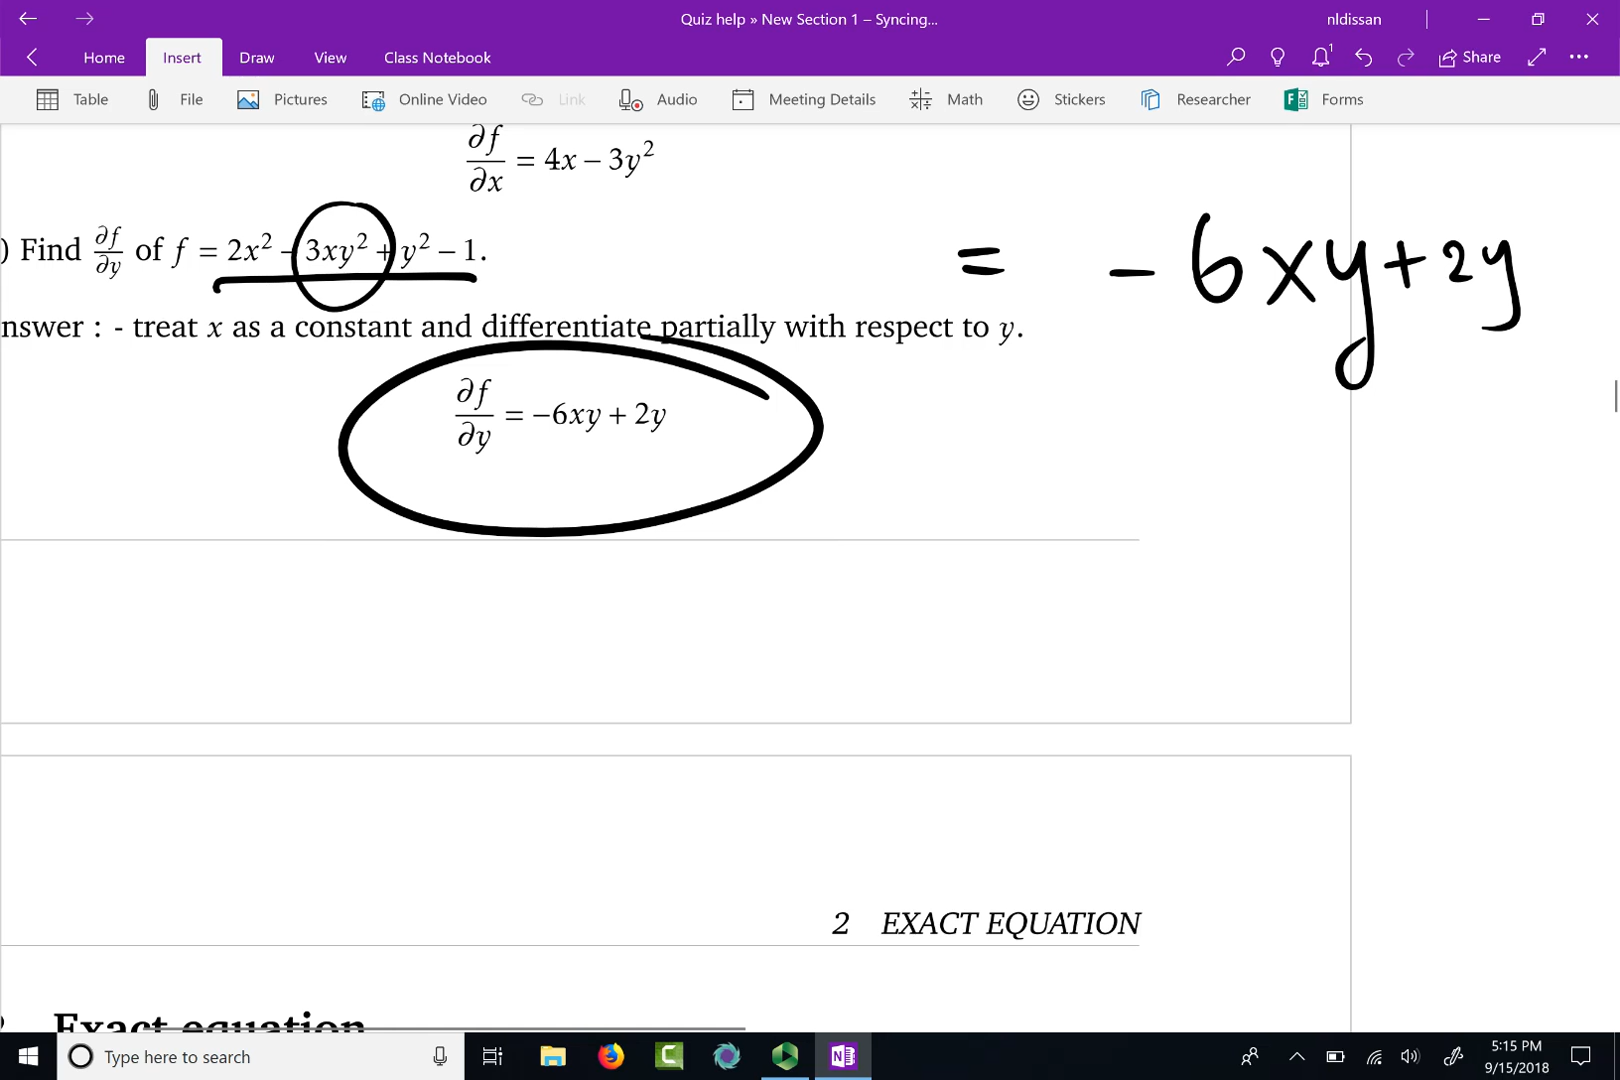 Quiz help » New Section 1 – Syncing...
nldissan
Home Insert Draw View Class Notebook
1
Share
Table File Pictures Online Video Link Audio Meeting Details Math Stickers Researcher Forms
∂f/∂x = 4x − 3y²
) Find ∂f/∂y of f = 2x² − 3xy² + y² − 1.
= − 6xy+2y
nswer : - treat x as a constant and differentiate partially with respect to y.
∂f/∂y = −6xy + 2y
2 EXACT EQUATION
Exact equation
Type here to search
5:15 PM
9/15/2018